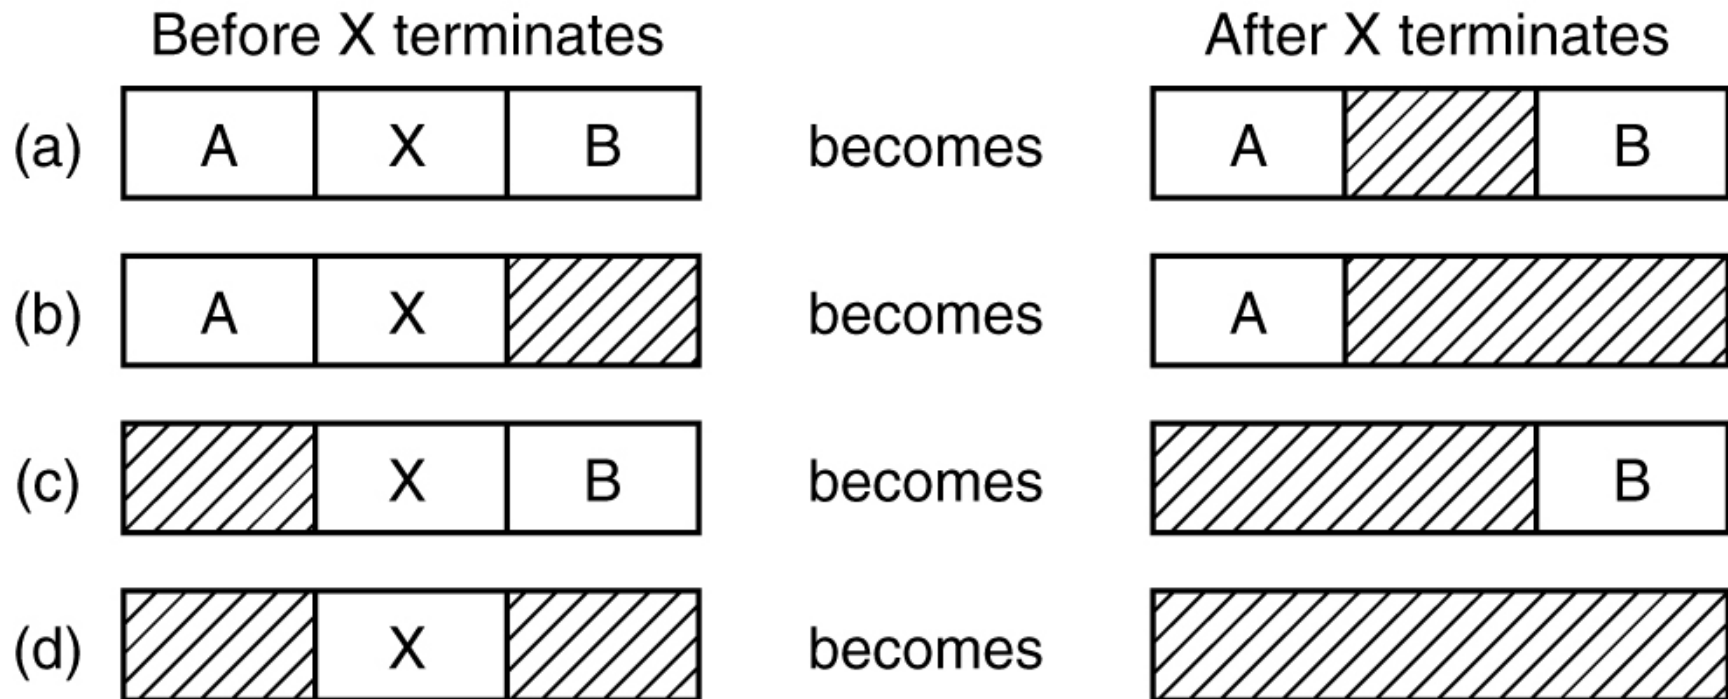 Before X terminates After X terminates
(a) A X B becomes A B
(b) A X becomes A
(c) X B becomes B
(d) X becomes